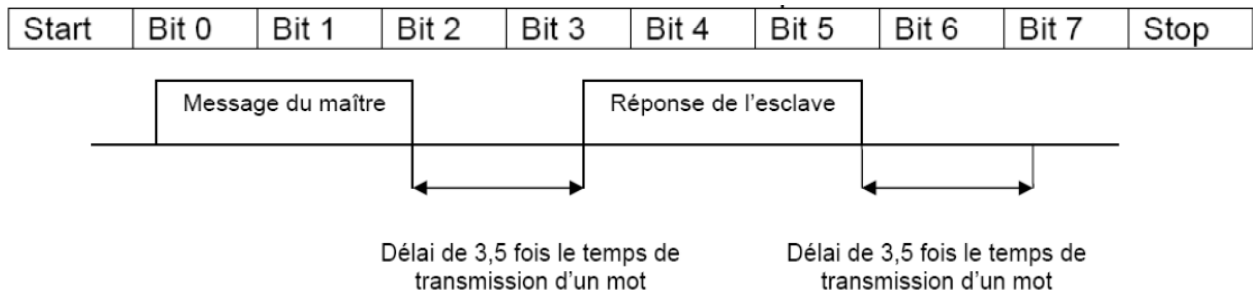 Start Bit 0 Bit 1 Bit 2 Bit 3 Bit 4 Bit 5 Bit 6 Bit 7 Stop
Message du maître Réponse de l'esclave
Délai de 3,5 fois le temps de
transmission d'un mot
Délai de 3,5 fois le temps de
transmission d'un mot